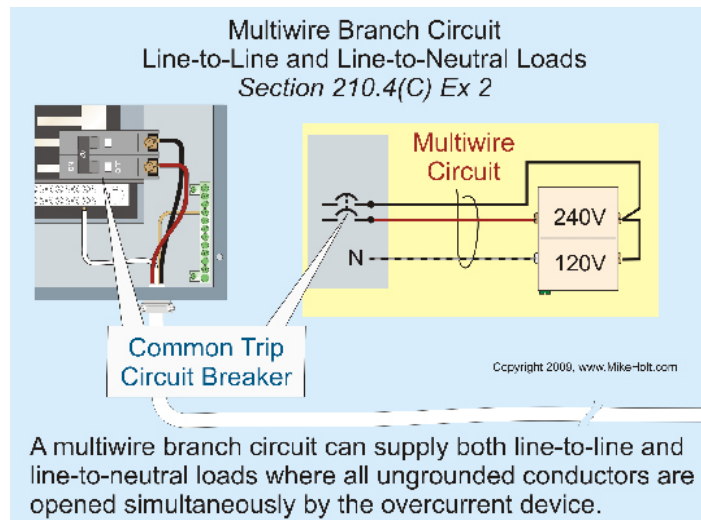 Multiwire Branch Circuit
Line-to-Line and Line-to-Neutral Loads
Section 210.4(C) Ex 2
Multiwire
Circuit
240V
120V
N
ON
OFF
Common Trip
Circuit Breaker
Copyright 2009, www.MikeHolt.com
A multiwire branch circuit can supply both line-to-line and
line-to-neutral loads where all ungrounded conductors are
opened simultaneously by the overcurrent device.